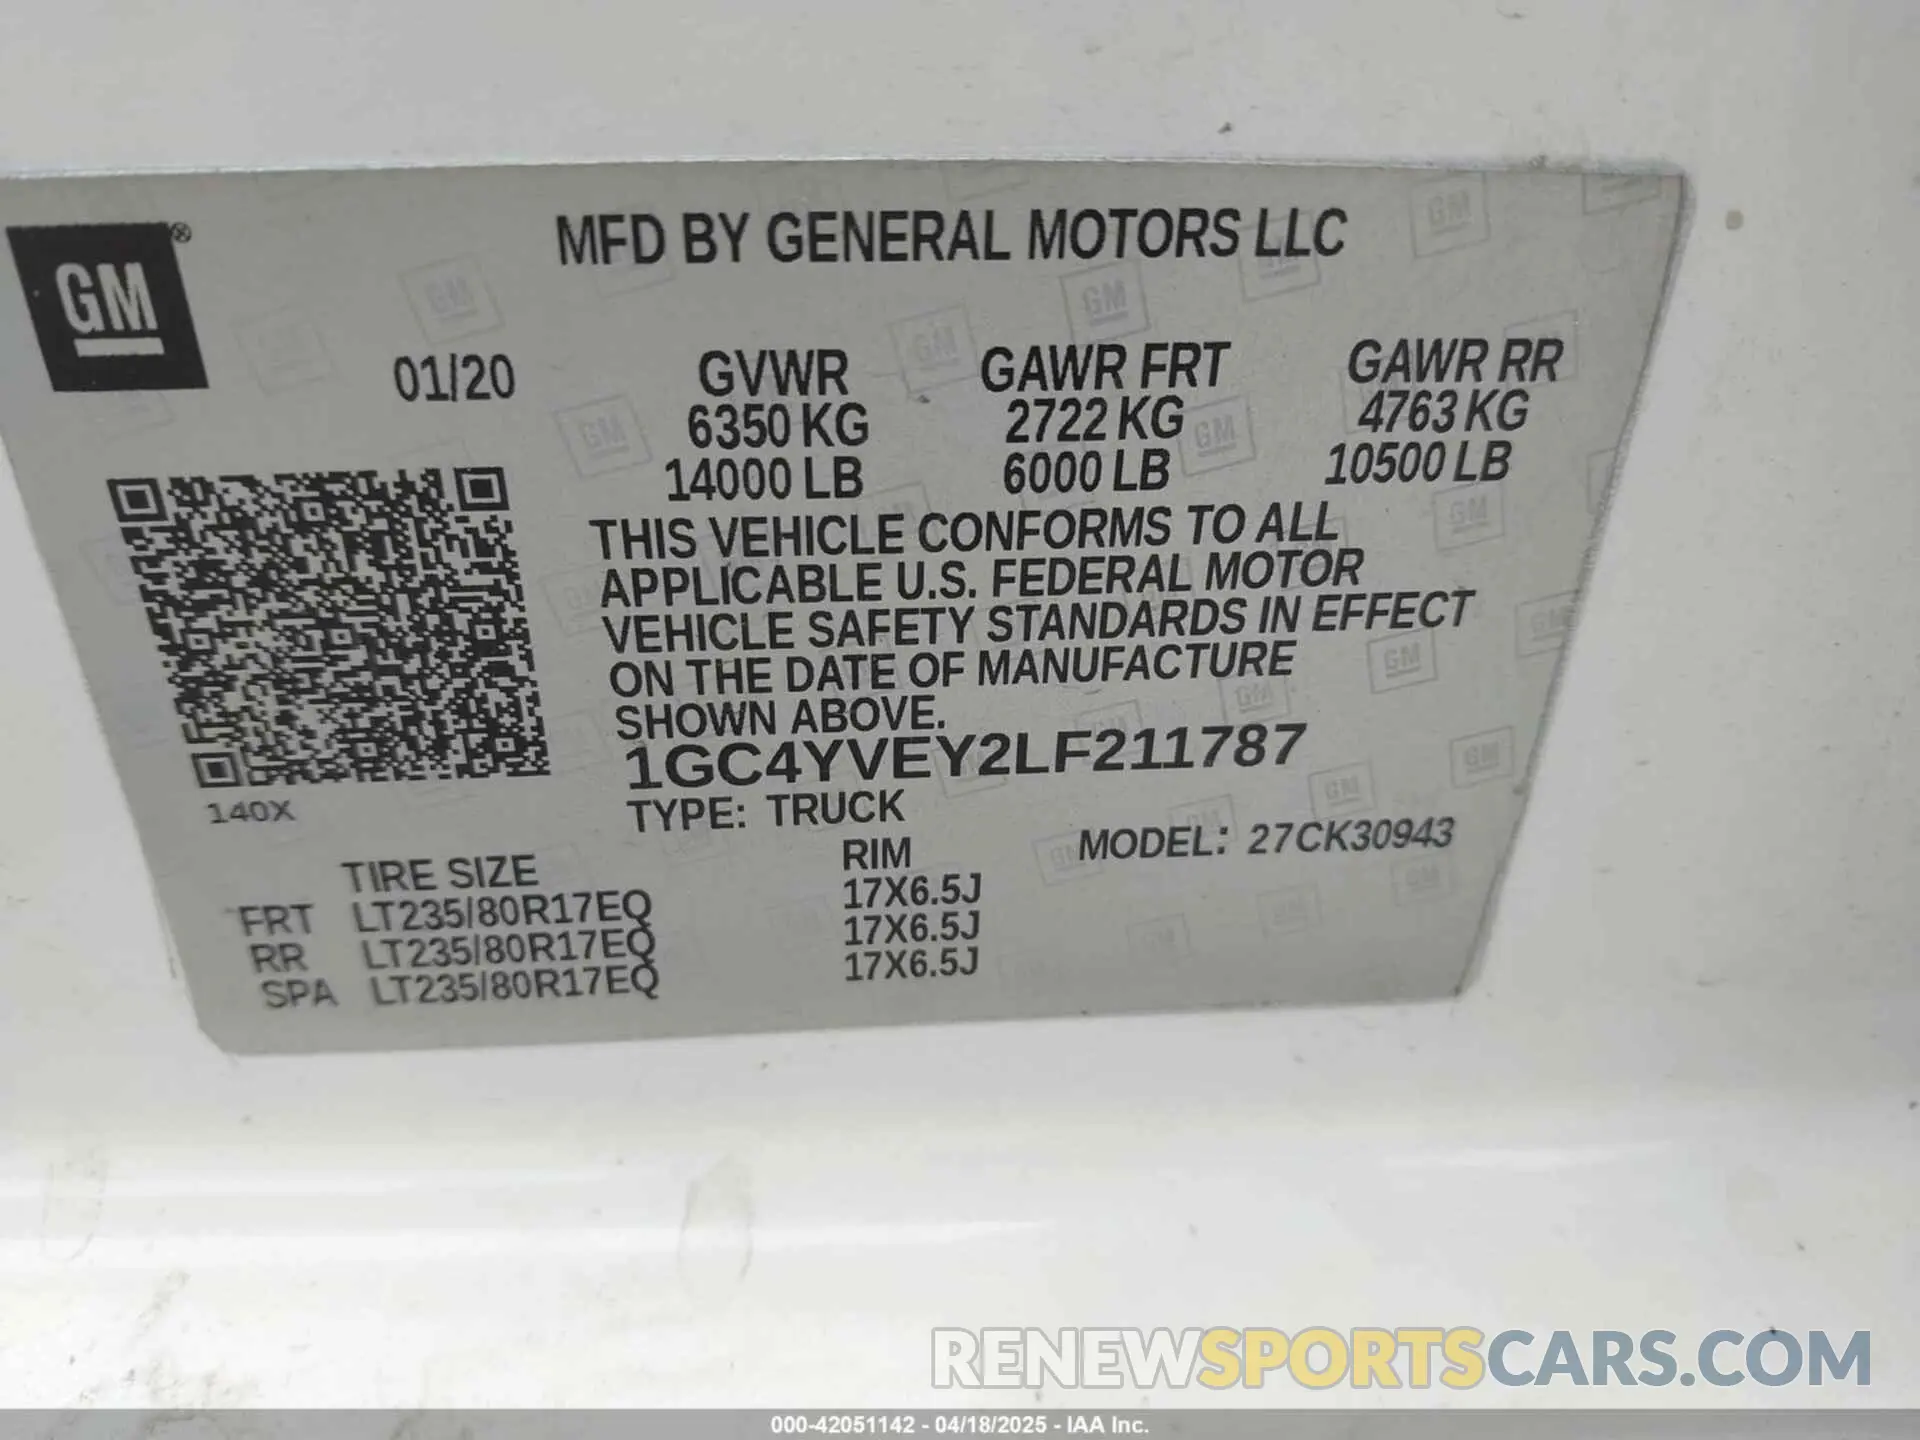 GM ®
MFD BY GENERAL MOTORS LLC
01/20
GVWR GAWR FRT GAWR RR
6350 KG 2722 KG 4763 KG
14000 LB 6000 LB 10500 LB
THIS VEHICLE CONFORMS TO ALL
APPLICABLE U.S. FEDERAL MOTOR
VEHICLE SAFETY STANDARDS IN EFFECT
ON THE DATE OF MANUFACTURE
SHOWN ABOVE.
1GC4YVEY2LF211787
140X
TYPE: TRUCK
MODEL: 27CK30943
TIRE SIZE RIM
FRT LT235/80R17EQ 17X6.5J
RR LT235/80R17EQ 17X6.5J
SPA LT235/80R17EQ 17X6.5J
RENEWSPORTSCARS.COM
000-42051142 - 04/18/2025 - IAA Inc.